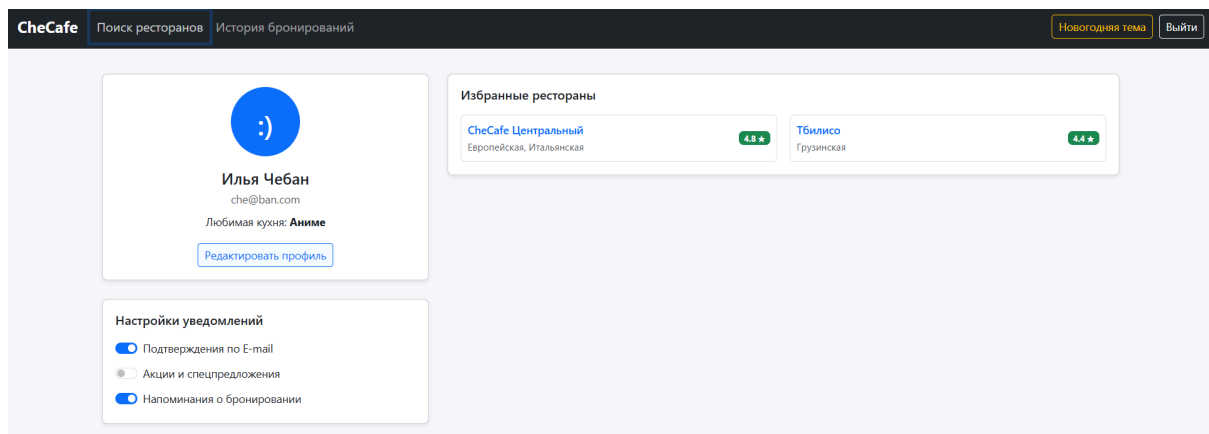 CheCafe Поиск ресторанов История бронирований Новогодняя тема Выйти
:)
Илья Чебан
che@ban.com
Любимая кухня: Аниме
Редактировать профиль
Настройки уведомлений
Подтверждения по E-mail
Акции и спецпредложения
Напоминания о бронировании
Избранные рестораны
CheCafe Центральный
Европейская, Итальянская
4.8 ★
Тбилисо
Грузинская
4.4 ★